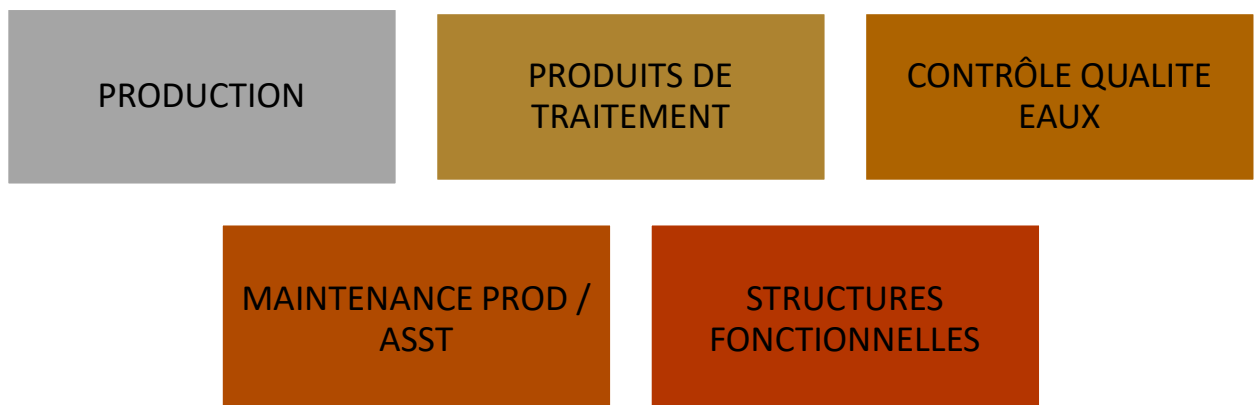 PRODUCTION
PRODUITS DE
TRAITEMENT
CONTRÔLE QUALITE
EAUX
MAINTENANCE PROD /
ASST
STRUCTURES
FONCTIONNELLES